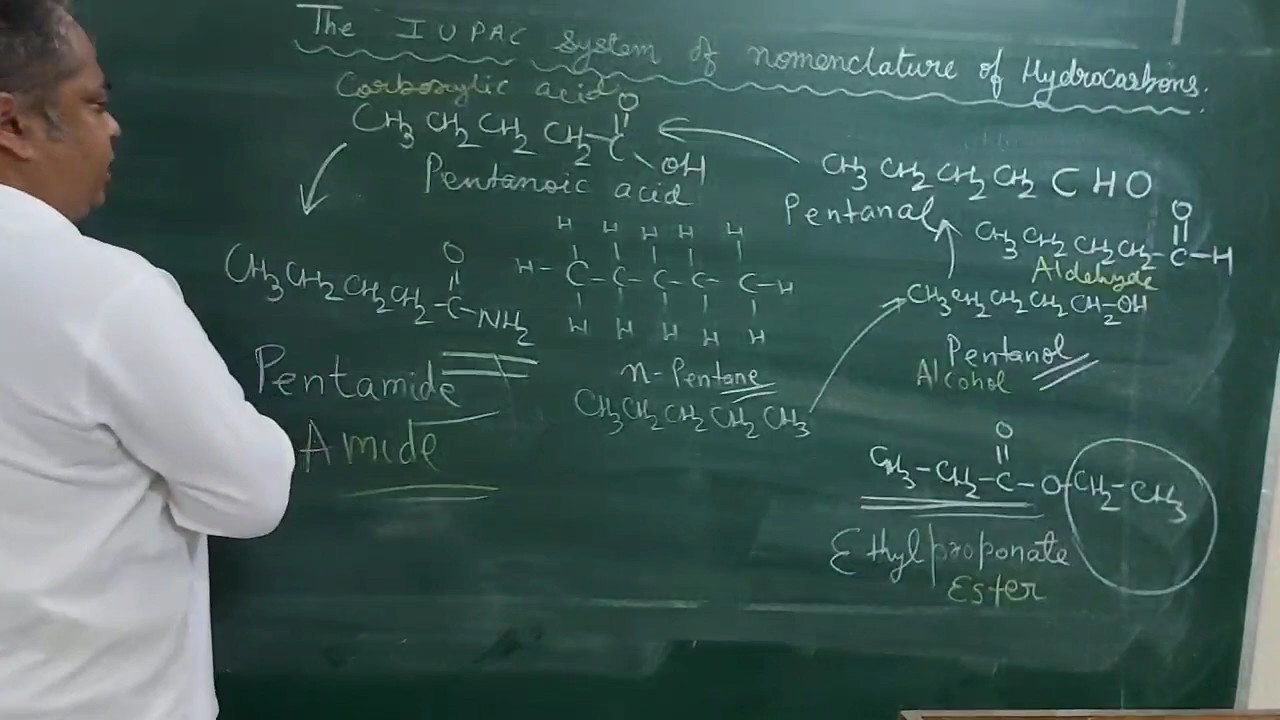 The IUPAC System of nomenclature of Hydrocarbons.
Carboxylic acid
O
CH3 CH2 CH2 CH2-C
OH
Pentanoic acid
CH3 CH2 CH2 CH2 CHO
Pentanal
O
CH3 CH2 CH2 CH2-C-H
Aldehyde
CH3 CH2 CH2 CH2 CH2-OH
Pentanol
Alcohol
O
CH3 CH2 CH2 CH2-C-NH2
Pentamide
Amide
H H H H H
H-C-C-C-C-C-H
H H H H H
n-Pentane
CH3 CH2 CH2 CH2 CH3
O
CH3-CH2-C-O-CH2-CH3
Ethylproponate
Ester